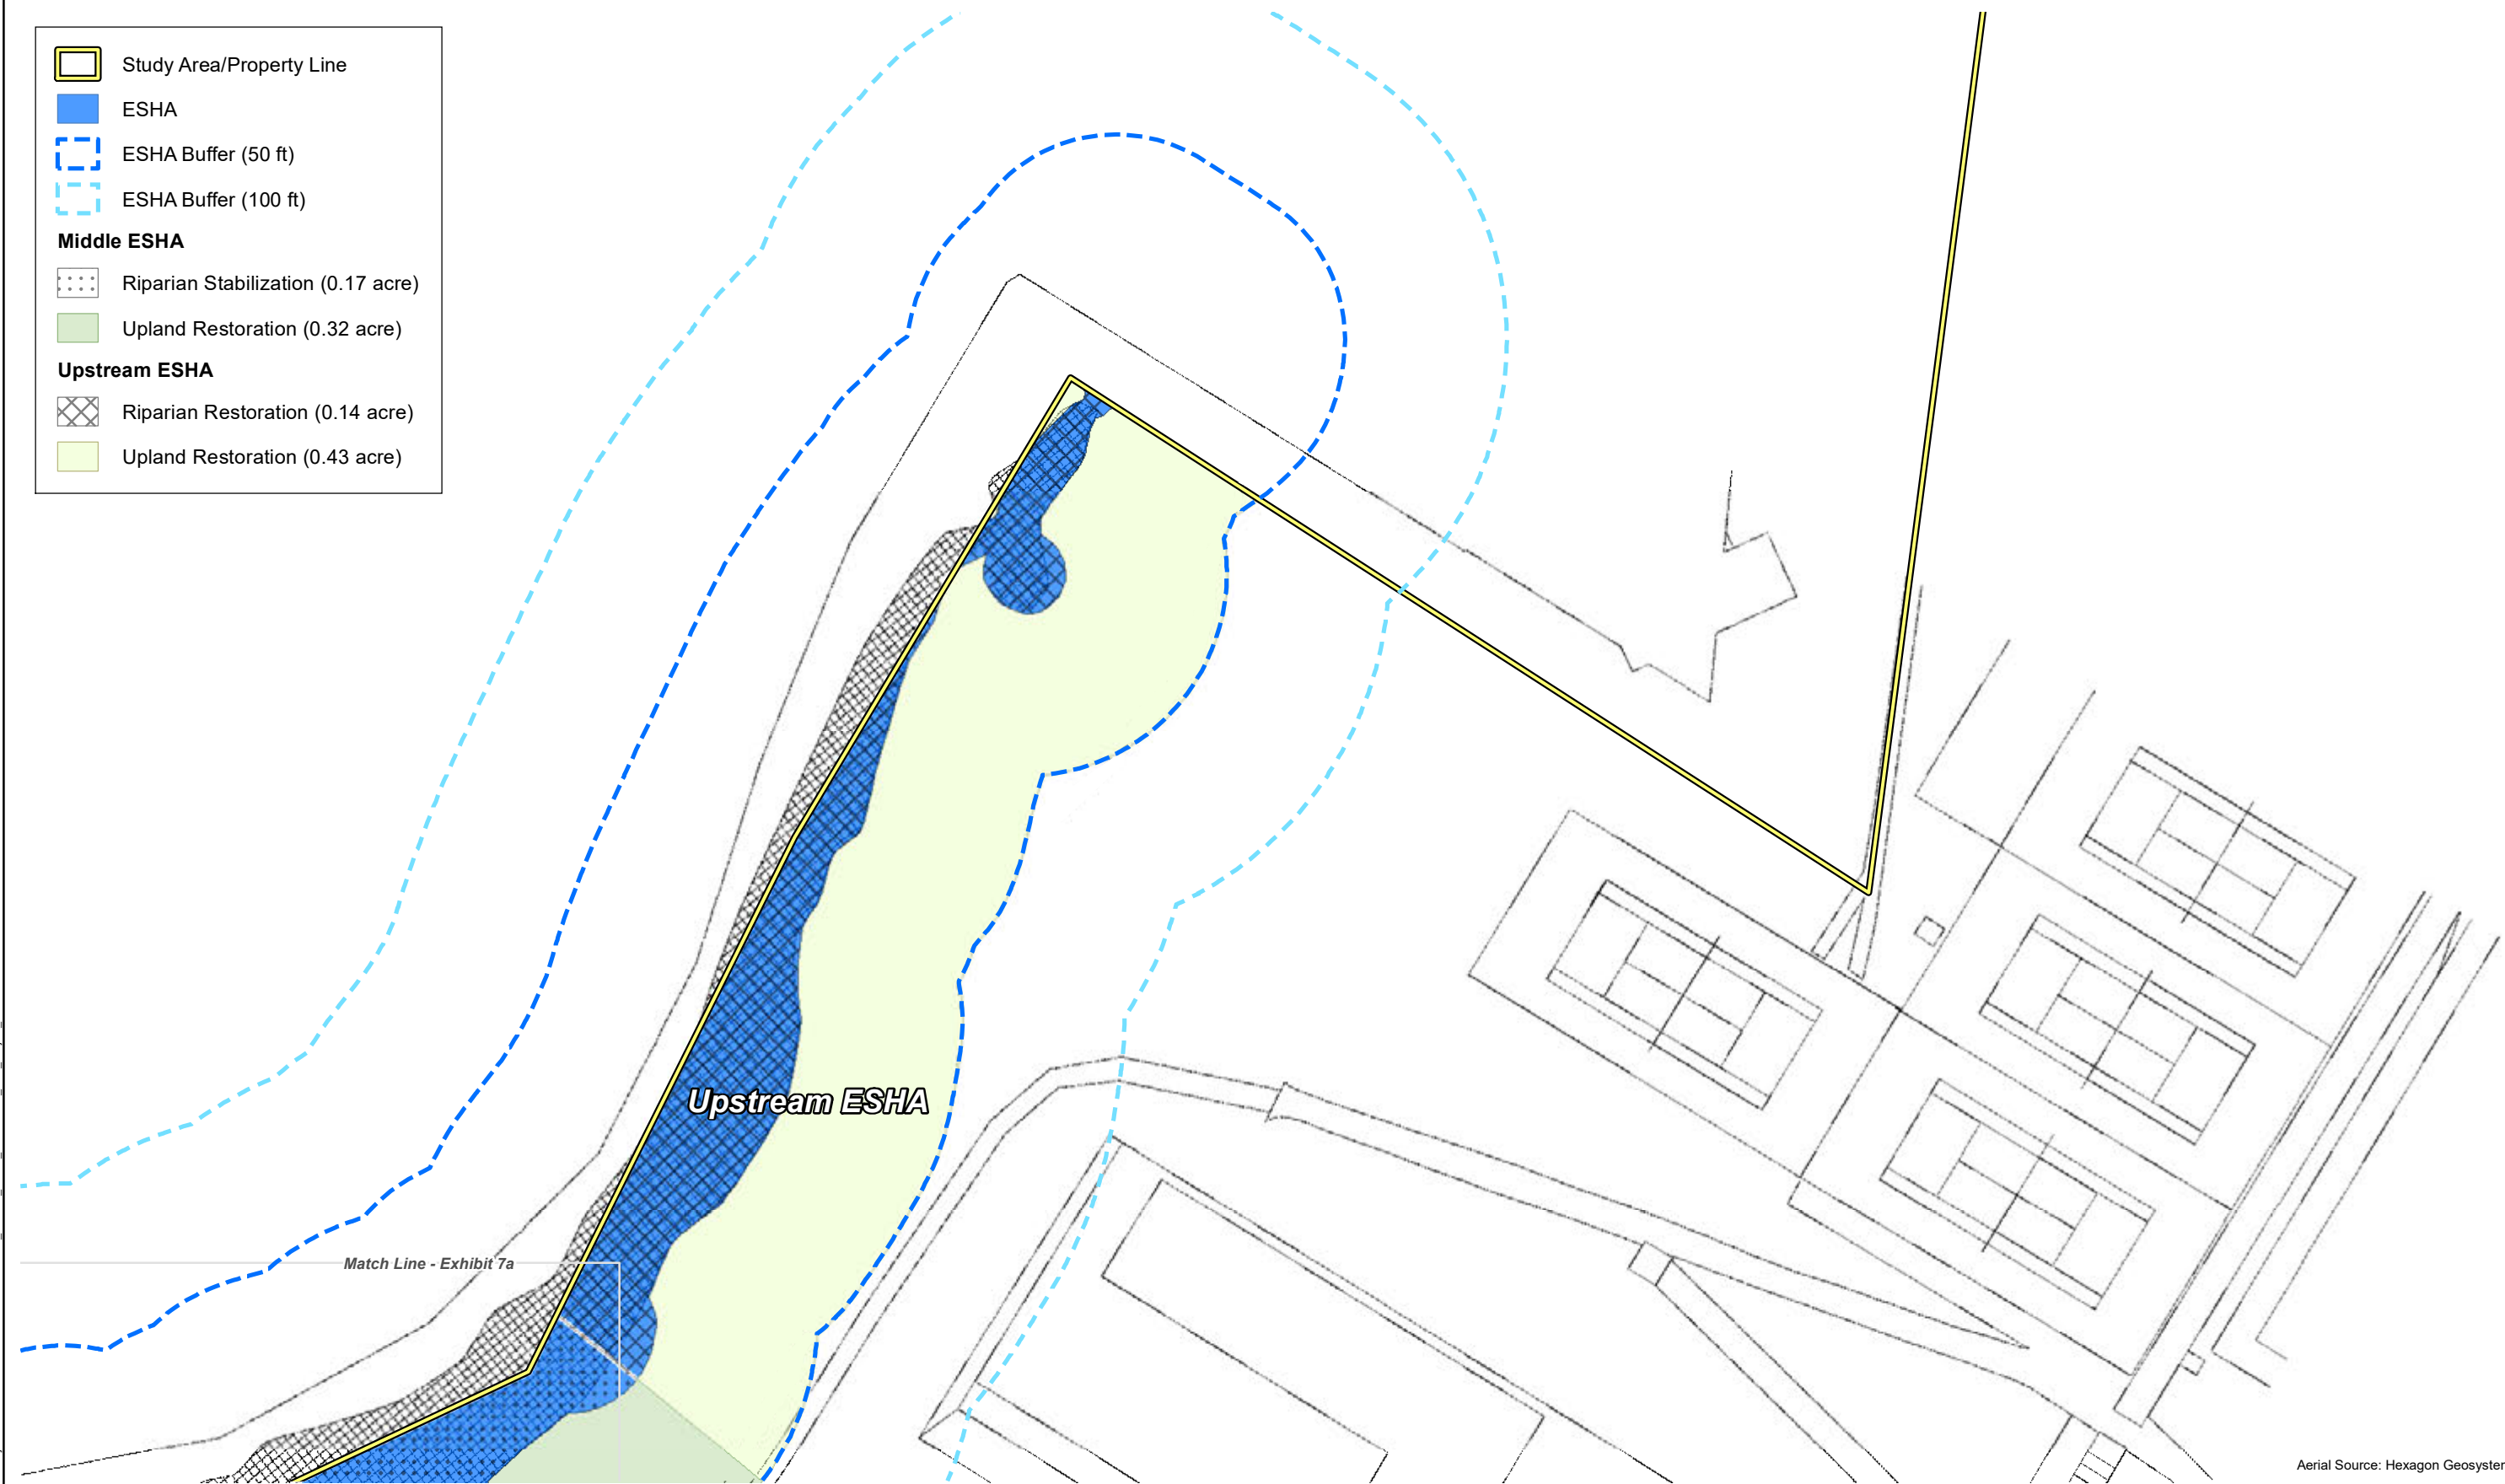 Study Area/Property Line
ESHA
ESHA Buffer (50 ft)
ESHA Buffer (100 ft)
Middle ESHA
Riparian Stabilization (0.17 acre)
Upland Restoration (0.32 acre)
Upstream ESHA
Riparian Restoration (0.14 acre)
Upland Restoration (0.43 acre)
Upstream ESHA
Match Line - Exhibit 7a
Aerial Source: Hexagon Geosyster